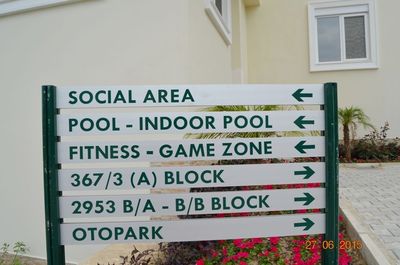 SOCIAL AREA ←
POOL - INDOOR POOL ←
FITNESS - GAME ZONE ←
367/3 (A) BLOCK →
2953 B/A - B/B BLOCK →
OTOPARK →
27 06 2015